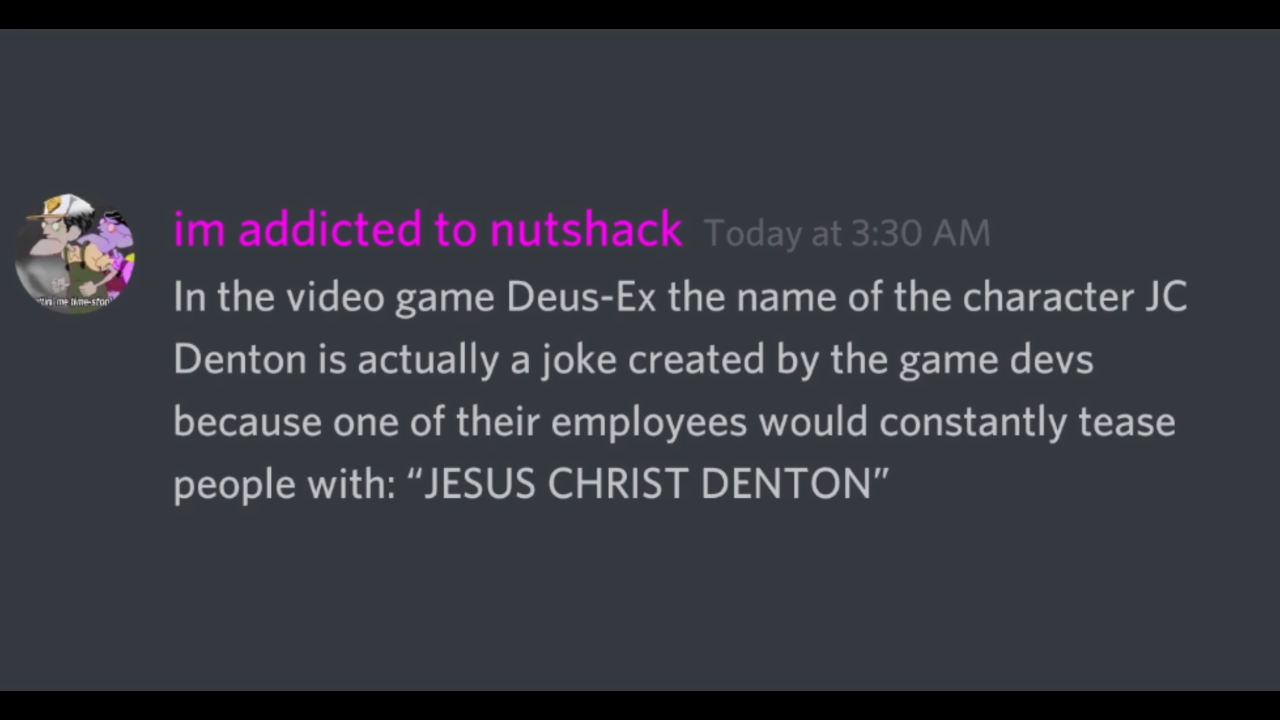 im addicted to nutshack Today at 3:30 AM
In the video game Deus-Ex the name of the character JC
Denton is actually a joke created by the game devs
because one of their employees would constantly tease
people with: “JESUS CHRIST DENTON”